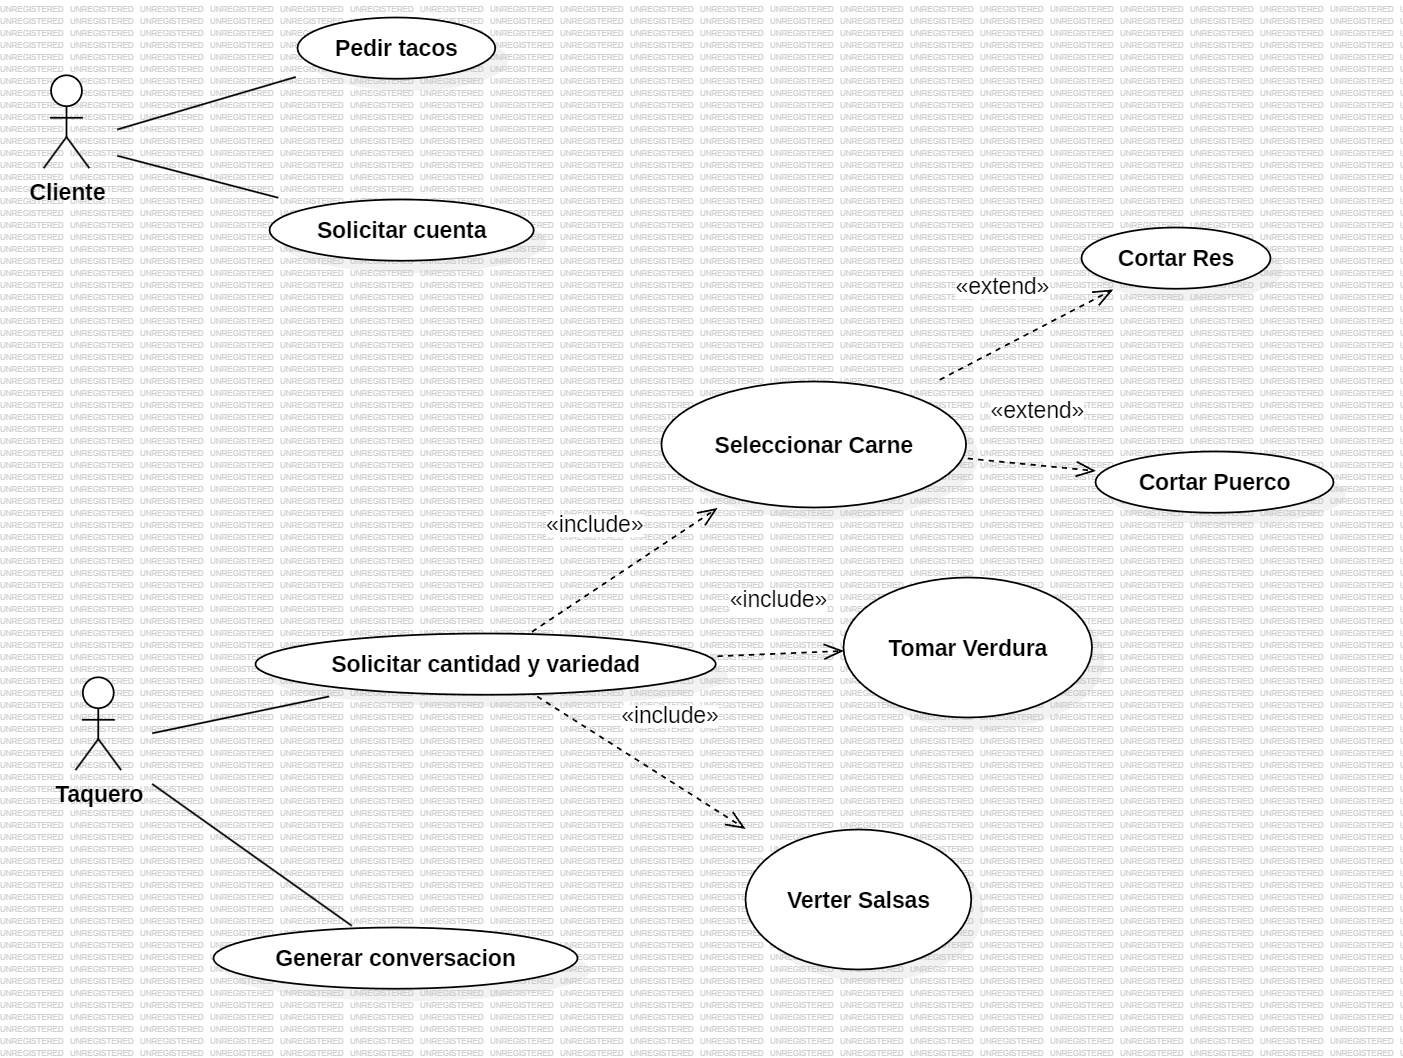 Pedir tacos
Cliente
Solicitar cuenta
Cortar Res
«extend»
«extend»
Seleccionar Carne
Cortar Puerco
«include»
«include»
Tomar Verdura
Solicitar cantidad y variedad
«include»
Taquero
Verter Salsas
Generar conversacion
UNREGISTERED